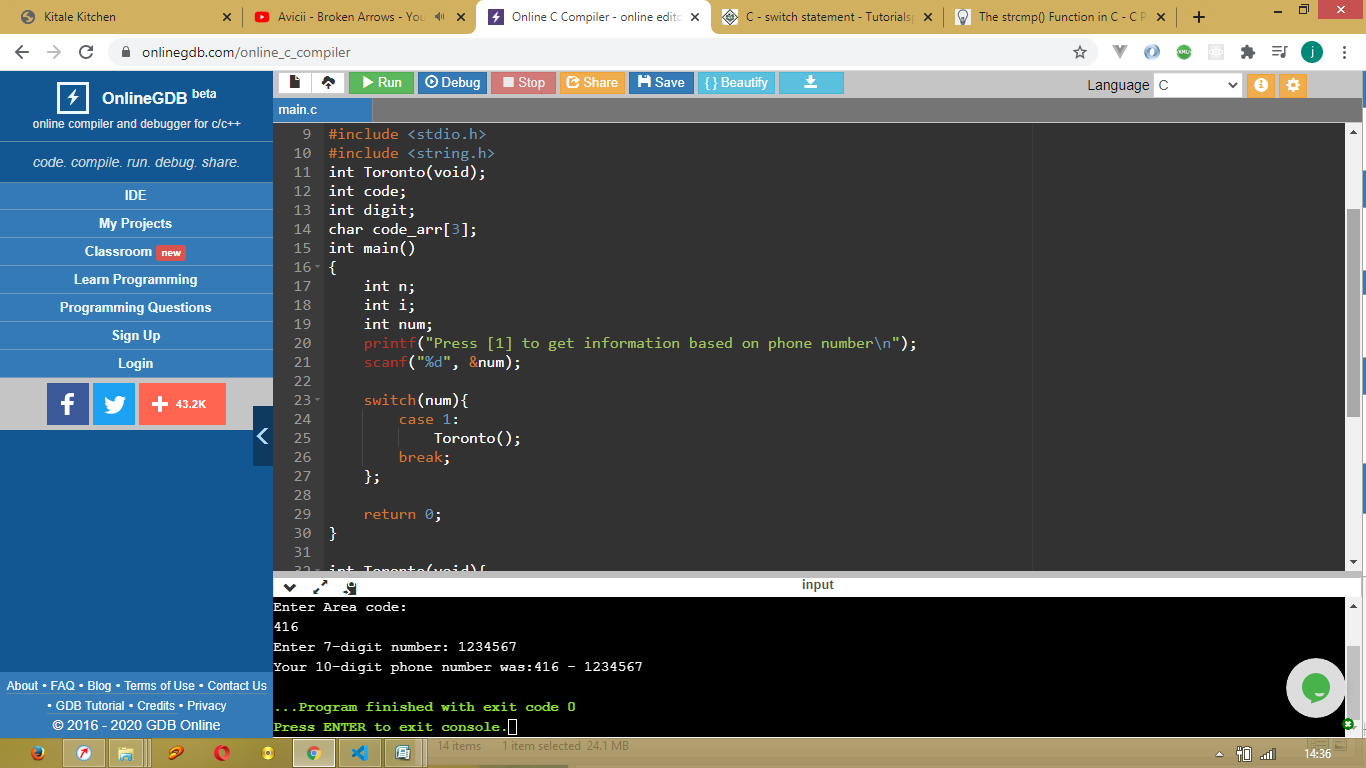 Kitale Kitchen
Avicii - Broken Arrows - You
Online C Compiler - online edito
C - switch statement - Tutorialsp
The strcmp() Function in C - C P
onlinegdb.com/online_c_compiler
j
OnlineGDB beta
online compiler and debugger for c/c++
code. compile. run. debug. share.
IDE
My Projects
Classroom new
Learn Programming
Programming Questions
Sign Up
Login
43.2K
About • FAQ • Blog • Terms of Use • Contact Us
• GDB Tutorial • Credits • Privacy
© 2016 - 2020 GDB Online
Run Debug Stop Share Save { } Beautify
Language C
main.c
9 #include <stdio.h>
10 #include <string.h>
11 int Toronto(void);
12 int code;
13 int digit;
14 char code_arr[3];
15 int main()
16 {
17     int n;
18     int i;
19     int num;
20     printf("Press [1] to get information based on phone number\n");
21     scanf("%d", &num);
22
23     switch(num){
24         case 1:
25             Toronto();
26         break;
27     };
28
29     return 0;
30 }
31
32 int Toronto(void){
input
Enter Area code:
416
Enter 7-digit number: 1234567
Your 10-digit phone number was:416 - 1234567
...Program finished with exit code 0
Press ENTER to exit console.
14 items 1 item selected 24.1 MB
14:36